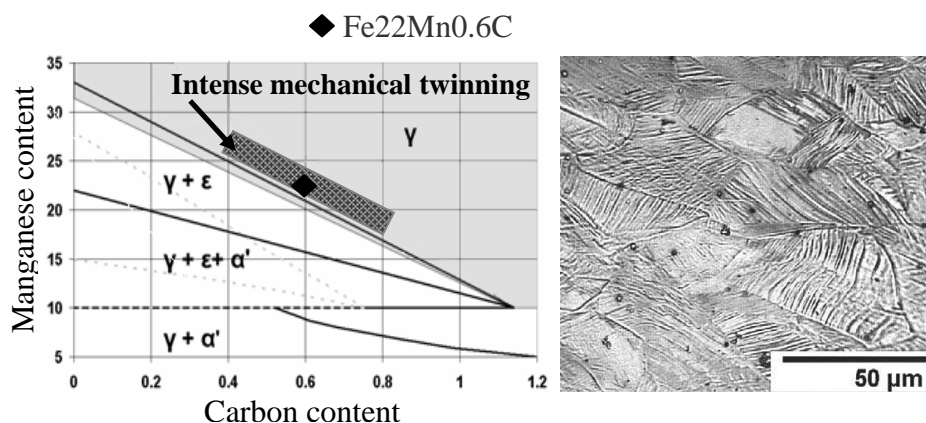 ◆ Fe22Mn0.6C
Manganese content
35
30
25
20
15
10
5
Intense mechanical twinning
γ
γ + ε
γ + ε+ α'
γ + α'
0
0.2
0.4
0.6
0.8
1
1.2
Carbon content
50 µm